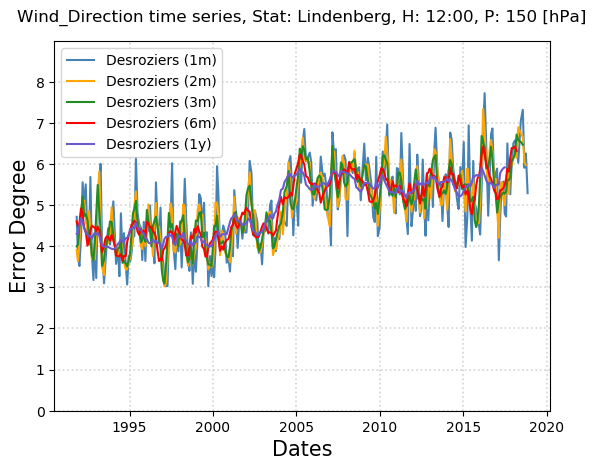 Wind_Direction time series, Stat: Lindenberg, H: 12:00, P: 150 [hPa]
Desroziers (1m)
Desroziers (2m)
Desroziers (3m)
Desroziers (6m)
Desroziers (1y)
Error Degree
8
7
6
5
4
3
2
1
0
1995 2000 2005 2010 2015 2020
Dates